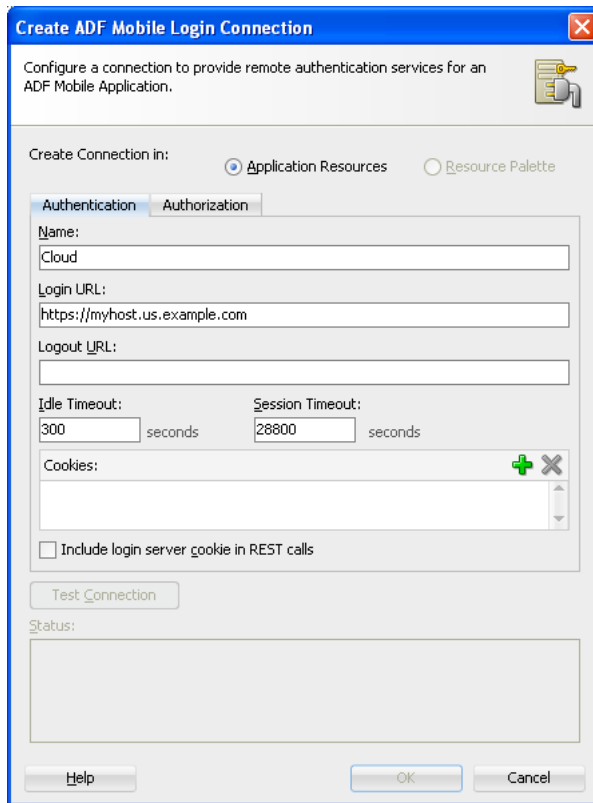 Create ADF Mobile Login Connection
Configure a connection to provide remote authentication services for an
ADF Mobile Application.
Create Connection in:
Application Resources
Resource Palette
Authentication
Authorization
Name:
Cloud
Login URL:
https://myhost.us.example.com
Logout URL:
Idle Timeout:
Session Timeout:
300 seconds
28800 seconds
Cookies:
Include login server cookie in REST calls
Test Connection
Status:
Help
OK
Cancel